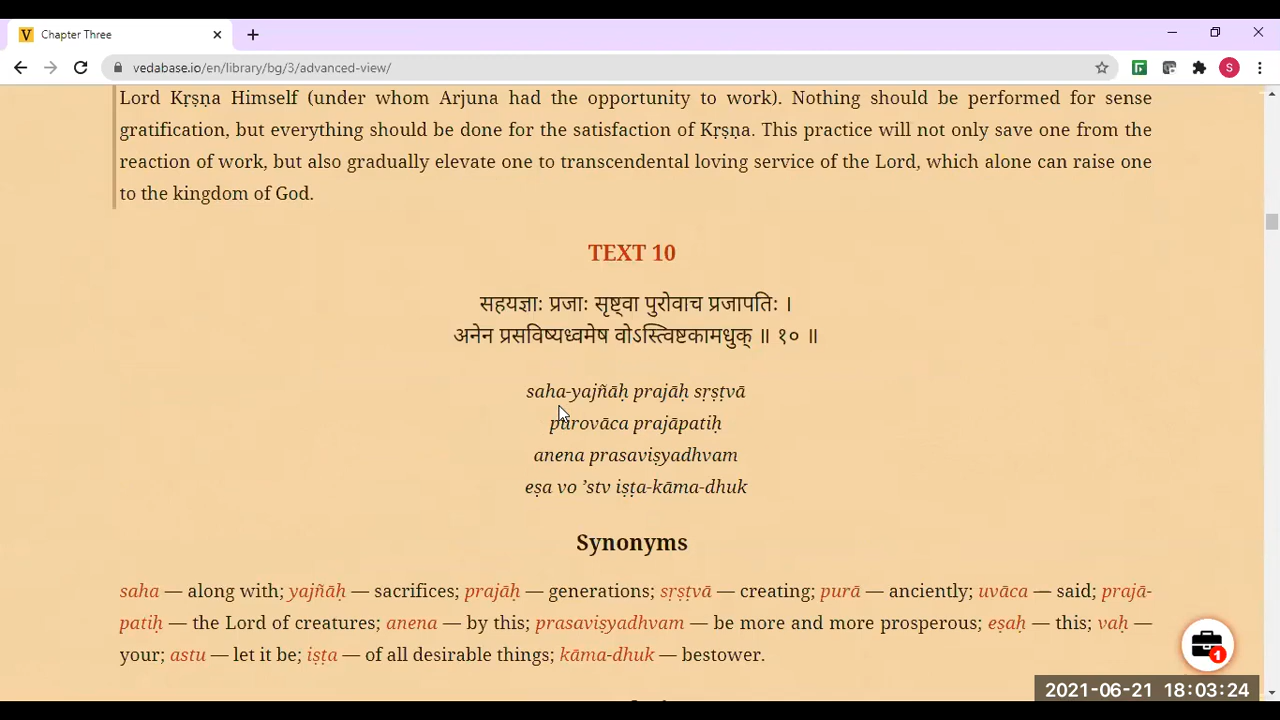 Chapter Three
vedabase.io/en/library/bg/3/advanced-view/
S
Lord Kṛṣṇa Himself (under whom Arjuna had the opportunity to work). Nothing should be performed for sense
gratification, but everything should be done for the satisfaction of Kṛṣṇa. This practice will not only save one from the
reaction of work, but also gradually elevate one to transcendental loving service of the Lord, which alone can raise one
to the kingdom of God.
TEXT 10
सहयज्ञाः प्रजाः सृष्ट्वा पुरोवाच प्रजापतिः ।
अनेन प्रसविष्यध्वमेष वोऽस्त्विष्टकामधुक् ॥ १० ॥
saha-yajñāḥ prajāḥ sṛṣṭvā
purovāca prajāpatiḥ
anena prasaviṣyadhvam
eṣa vo ’stv iṣṭa-kāma-dhuk
Synonyms
saha — along with; yajñāḥ — sacrifices; prajāḥ — generations; sṛṣṭvā — creating; purā — anciently; uvāca — said; prajā-
patiḥ — the Lord of creatures; anena — by this; prasaviṣyadhvam — be more and more prosperous; eṣaḥ — this; vaḥ —
your; astu — let it be; iṣṭa — of all desirable things; kāma-dhuk — bestower.
1
2021-06-21 18:03:24